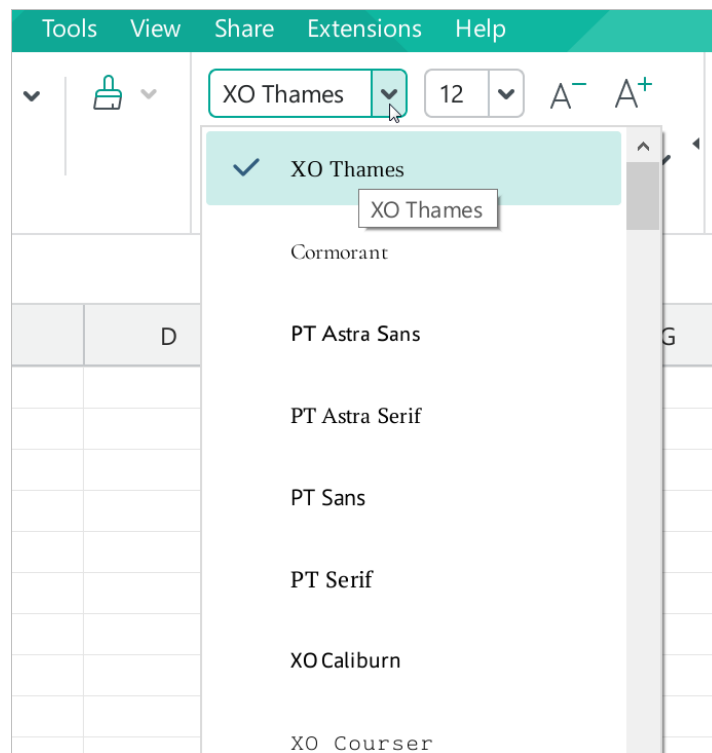 Tools View Share Extensions Help
XO Thames 12 A− A+
XO Thames
XO Thames
Cormorant
D G
PT Astra Sans
PT Astra Serif
PT Sans
PT Serif
XO Caliburn
XO Courser